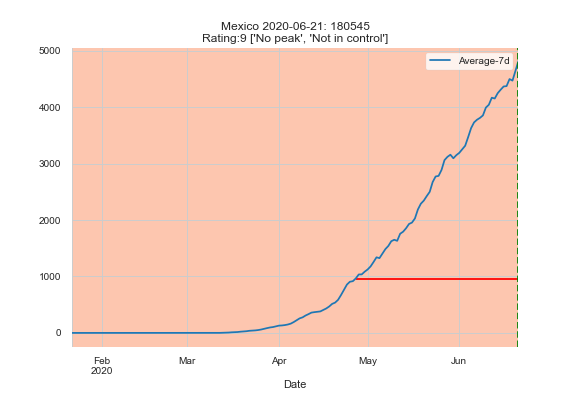 Mexico 2020-06-21: 180545
Rating:9 ['No peak', 'Not in control']
Average-7d
5000
4000
3000
2000
1000
0
Feb
2020
Mar
Apr
May
Jun
Date